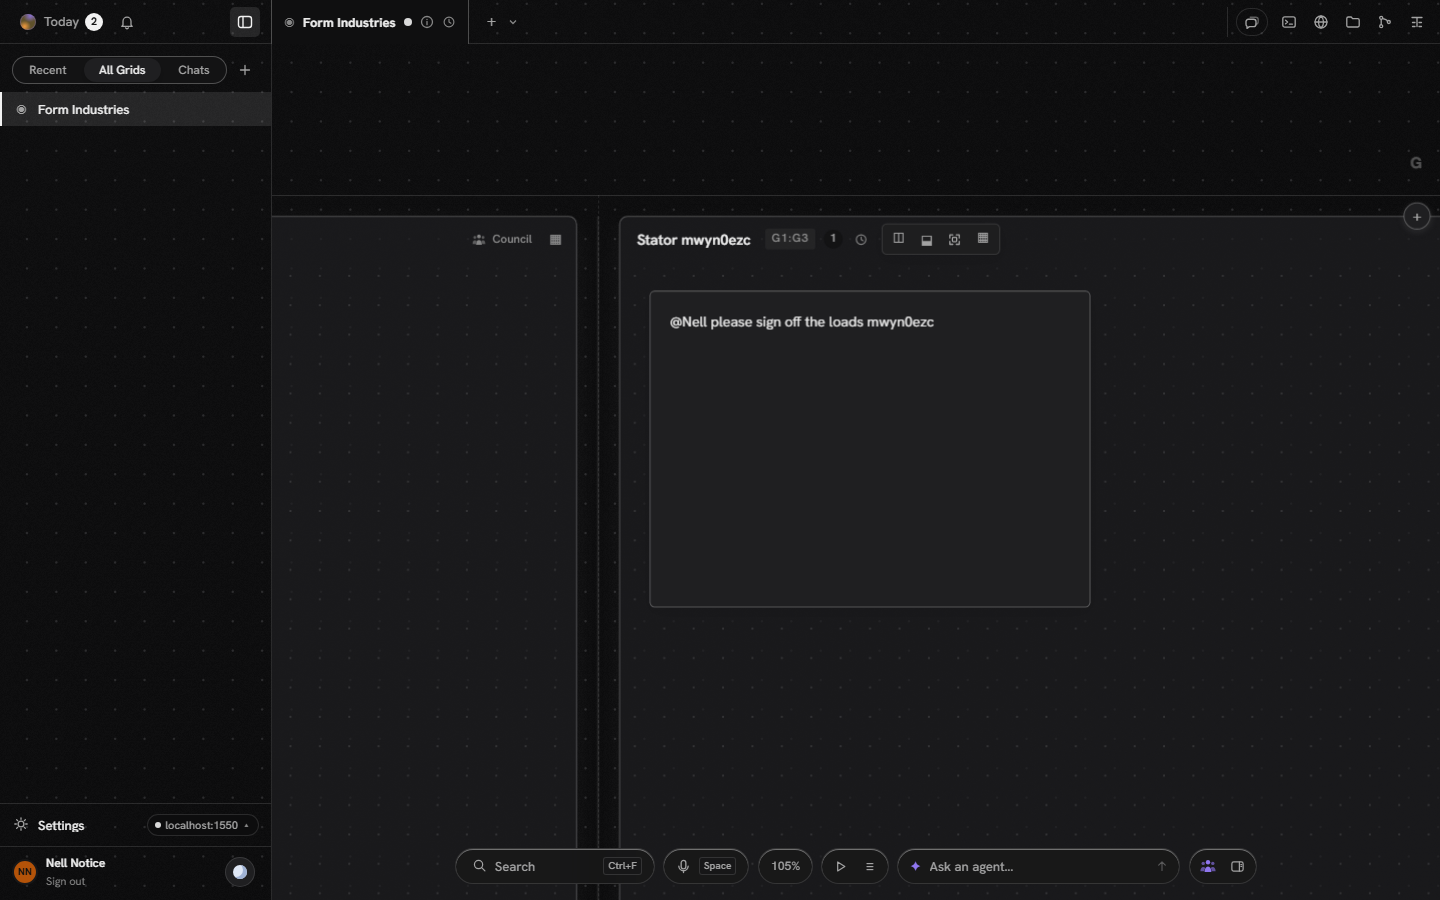 Today 2
Form Industries
Recent
All Grids
Chats
Form Industries
G
Council
Stator mwyn0ezc
G1:G3
1
@Nell please sign off the loads mwyn0ezc
Settings
localhost:1550
NN
Nell Notice
Sign out
Search
Ctrl+F
Space
105%
Ask an agent...